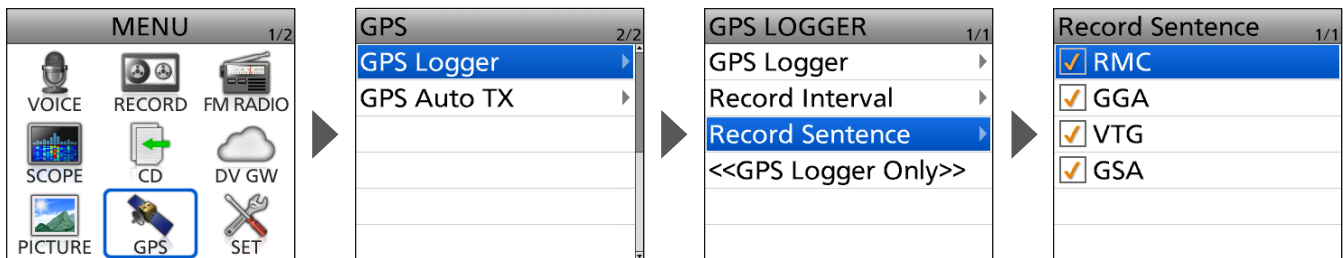 MENU 1/2
VOICE RECORD FM RADIO
SCOPE CD DV GW
PICTURE GPS SET
GPS 2/2
GPS Logger
GPS Auto TX
GPS LOGGER 1/1
GPS Logger
Record Interval
Record Sentence
<<GPS Logger Only>>
Record Sentence 1/1
RMC
GGA
VTG
GSA